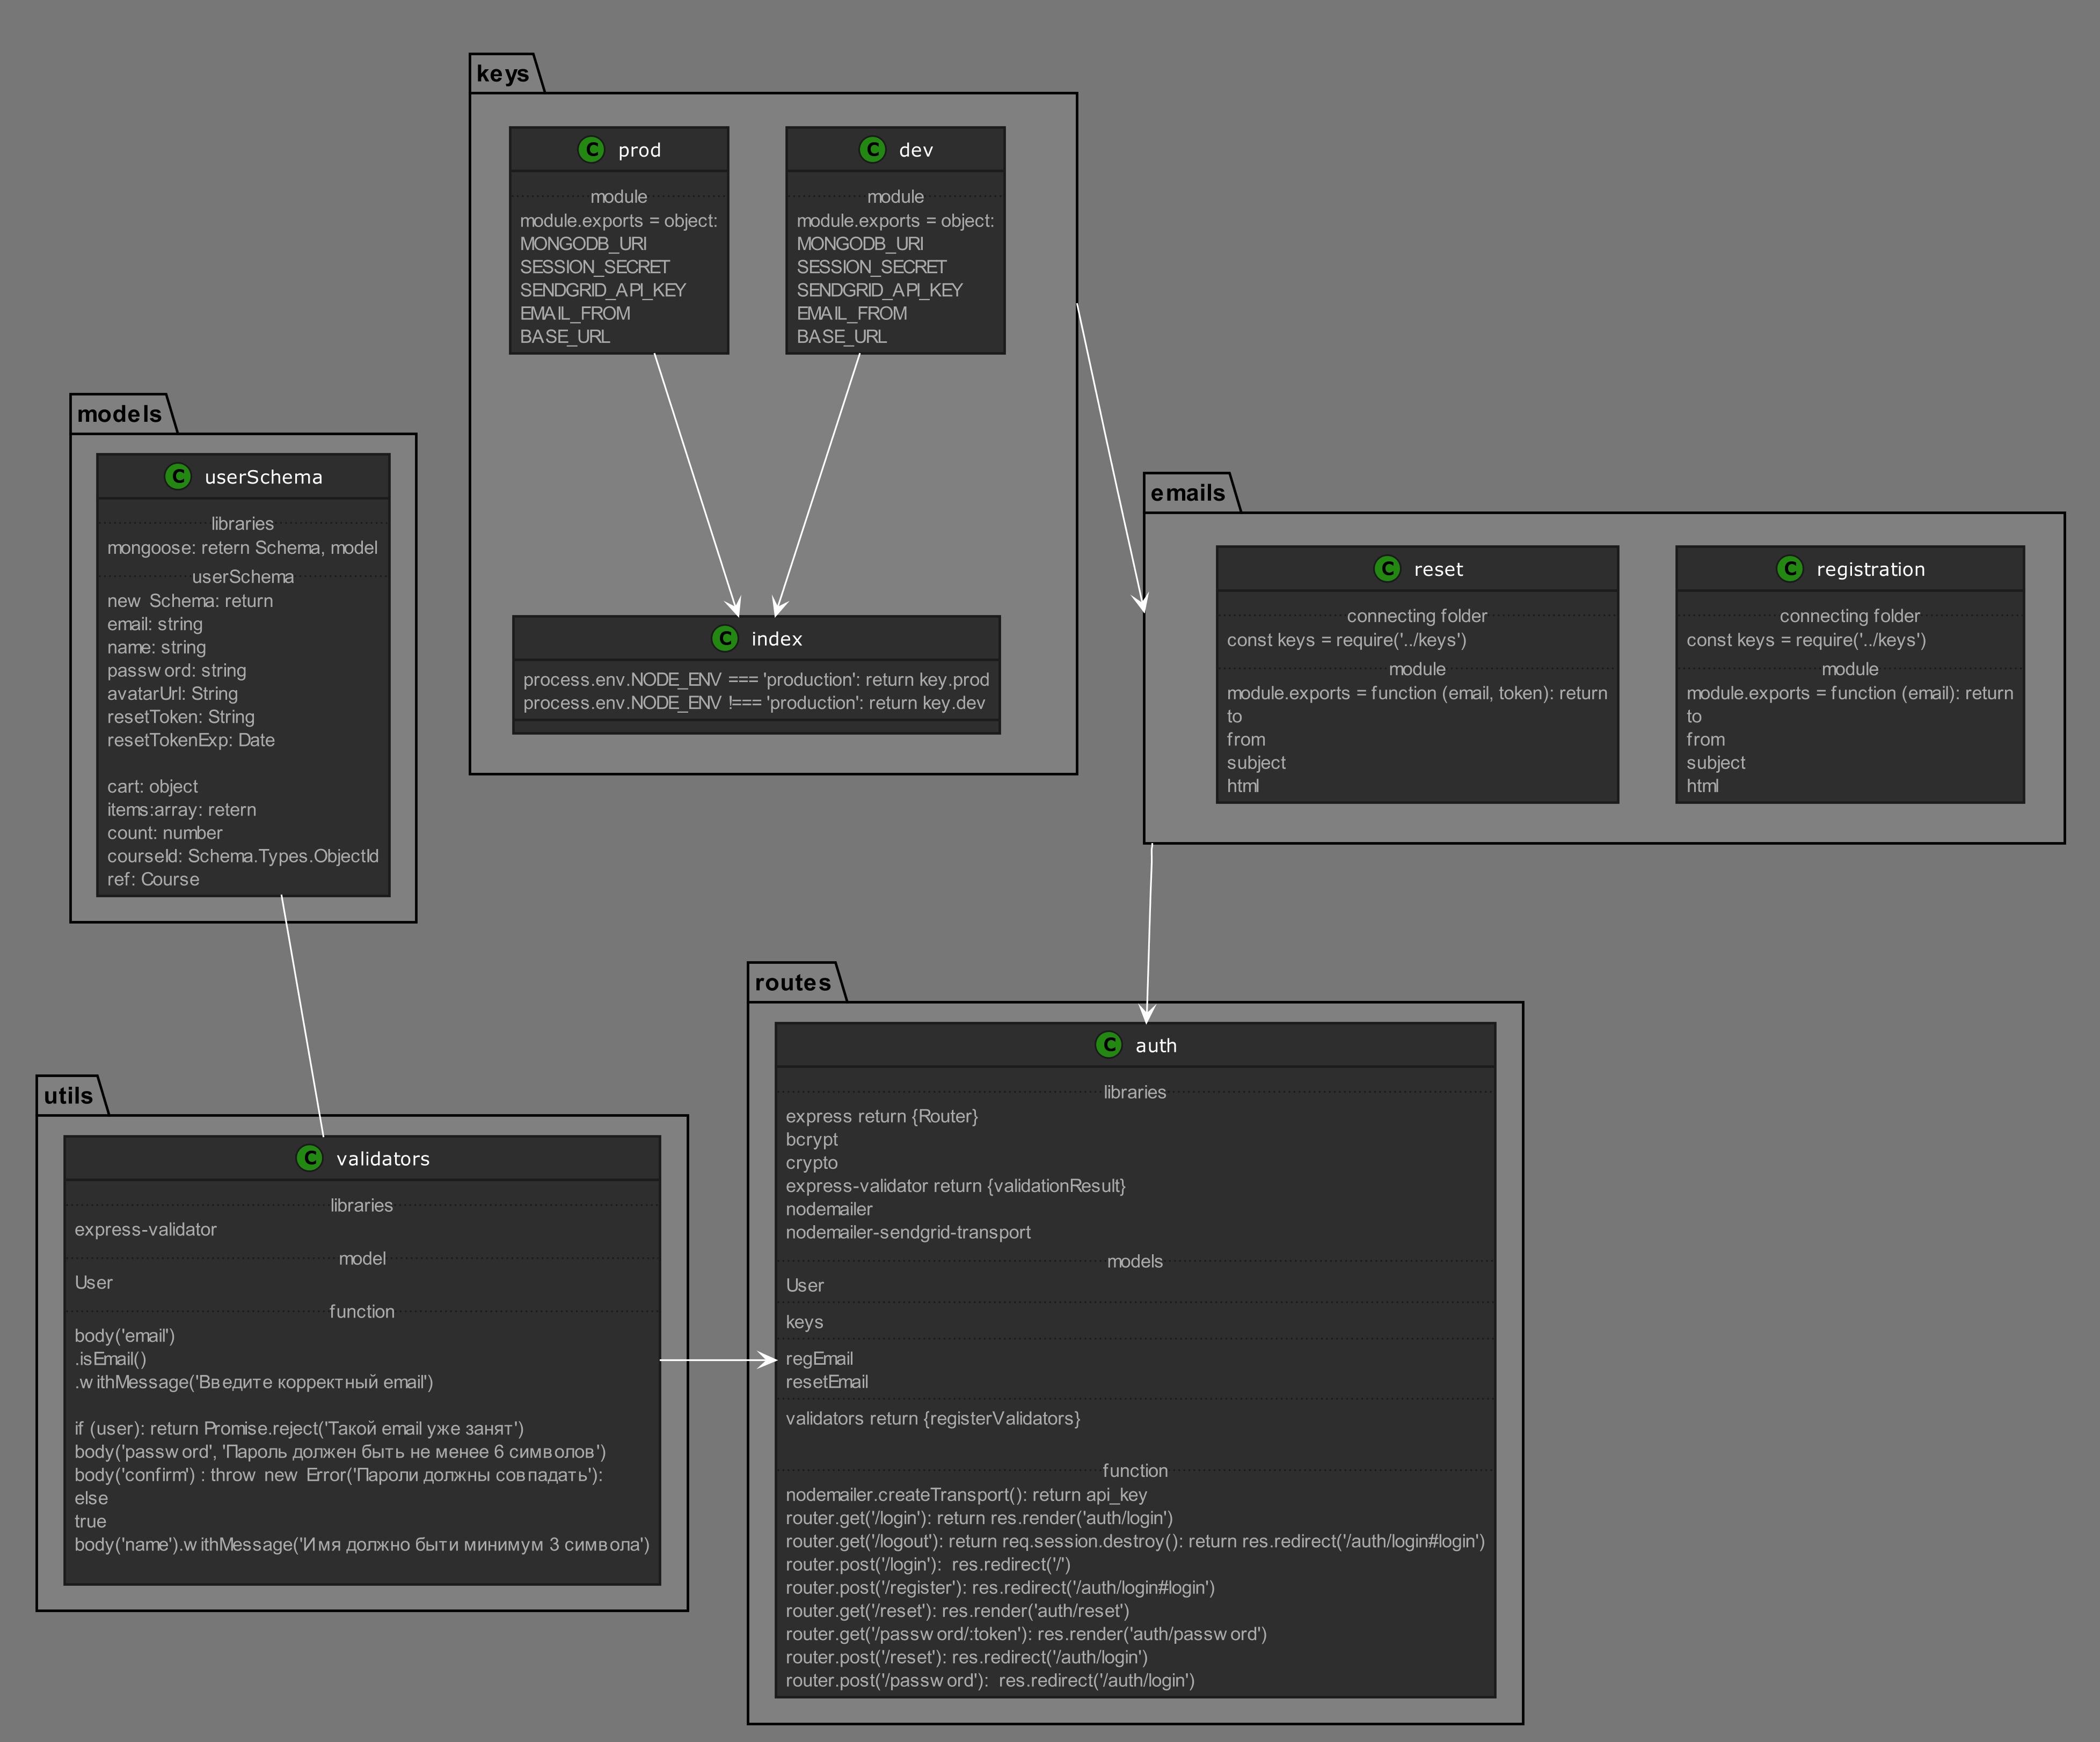 keys
prod
module
module.exports = object:
MONGODB_URI
SESSION_SECRET
SENDGRID_API_KEY
EMAIL_FROM
BASE_URL
dev
module
module.exports = object:
MONGODB_URI
SESSION_SECRET
SENDGRID_API_KEY
EMAIL_FROM
BASE_URL
index
process.env.NODE_ENV === 'production': return key.prod
process.env.NODE_ENV !=== 'production': return key.dev
models
userSchema
libraries
mongoose: retern Schema, model
userSchema
new Schema: return
email: string
name: string
password: string
avatarUrl: String
resetToken: String
resetTokenExp: Date
cart: object
items:array: retern
count: number
courseId: Schema.Types.ObjectId
ref: Course
emails
reset
connecting folder
const keys = require('../keys')
module
module.exports = function (email, token): return
to
from
subject
html
registration
connecting folder
const keys = require('../keys')
module
module.exports = function (email): return
to
from
subject
html
utils
validators
libraries
express-validator
model
User
function
body('email')
.isEmail()
.withMessage('Введите корректный email')
if (user): return Promise.reject('Такой email уже занят')
body('password', 'Пароль должен быть не менее 6 символов')
body('confirm') : throw new Error('Пароли должны совпадать'):
else
true
body('name').withMessage('Имя должно быти минимум 3 символа')
routes
auth
libraries
express return {Router}
bcrypt
crypto
express-validator return {validationResult}
nodemailer
nodemailer-sendgrid-transport
models
User
keys
regEmail
resetEmail
validators return {registerValidators}
function
nodemailer.createTransport(): return api_key
router.get('/login'): return res.render('auth/login')
router.get('/logout'): return req.session.destroy(): return res.redirect('/auth/login#login')
router.post('/login'): res.redirect('/')
router.post('/register'): res.redirect('/auth/login#login')
router.get('/reset'): res.render('auth/reset')
router.get('/password/:token'): res.render('auth/password')
router.post('/reset'): res.redirect('/auth/login')
router.post('/password'): res.redirect('/auth/login')